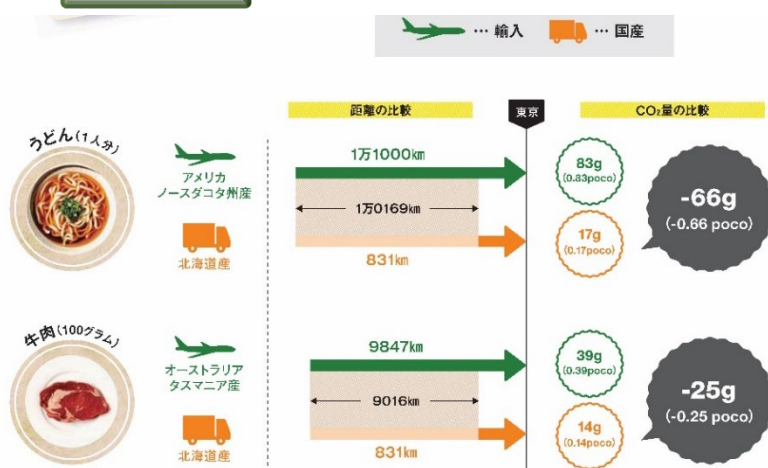 … 輸入
… 国産
距離の比較
東京
CO₂量の比較
うどん(1人分)
アメリカ
ノースダコタ州産
北海道産
1万1000km
1万0169km
831km
83g
(0.83poco)
17g
(0.17poco)
-66g
(-0.66 poco)
牛肉(100グラム)
オーストラリア
タスマニア産
北海道産
9847km
9016km
831km
39g
(0.39poco)
14g
(0.14poco)
-25g
(-0.25 poco)